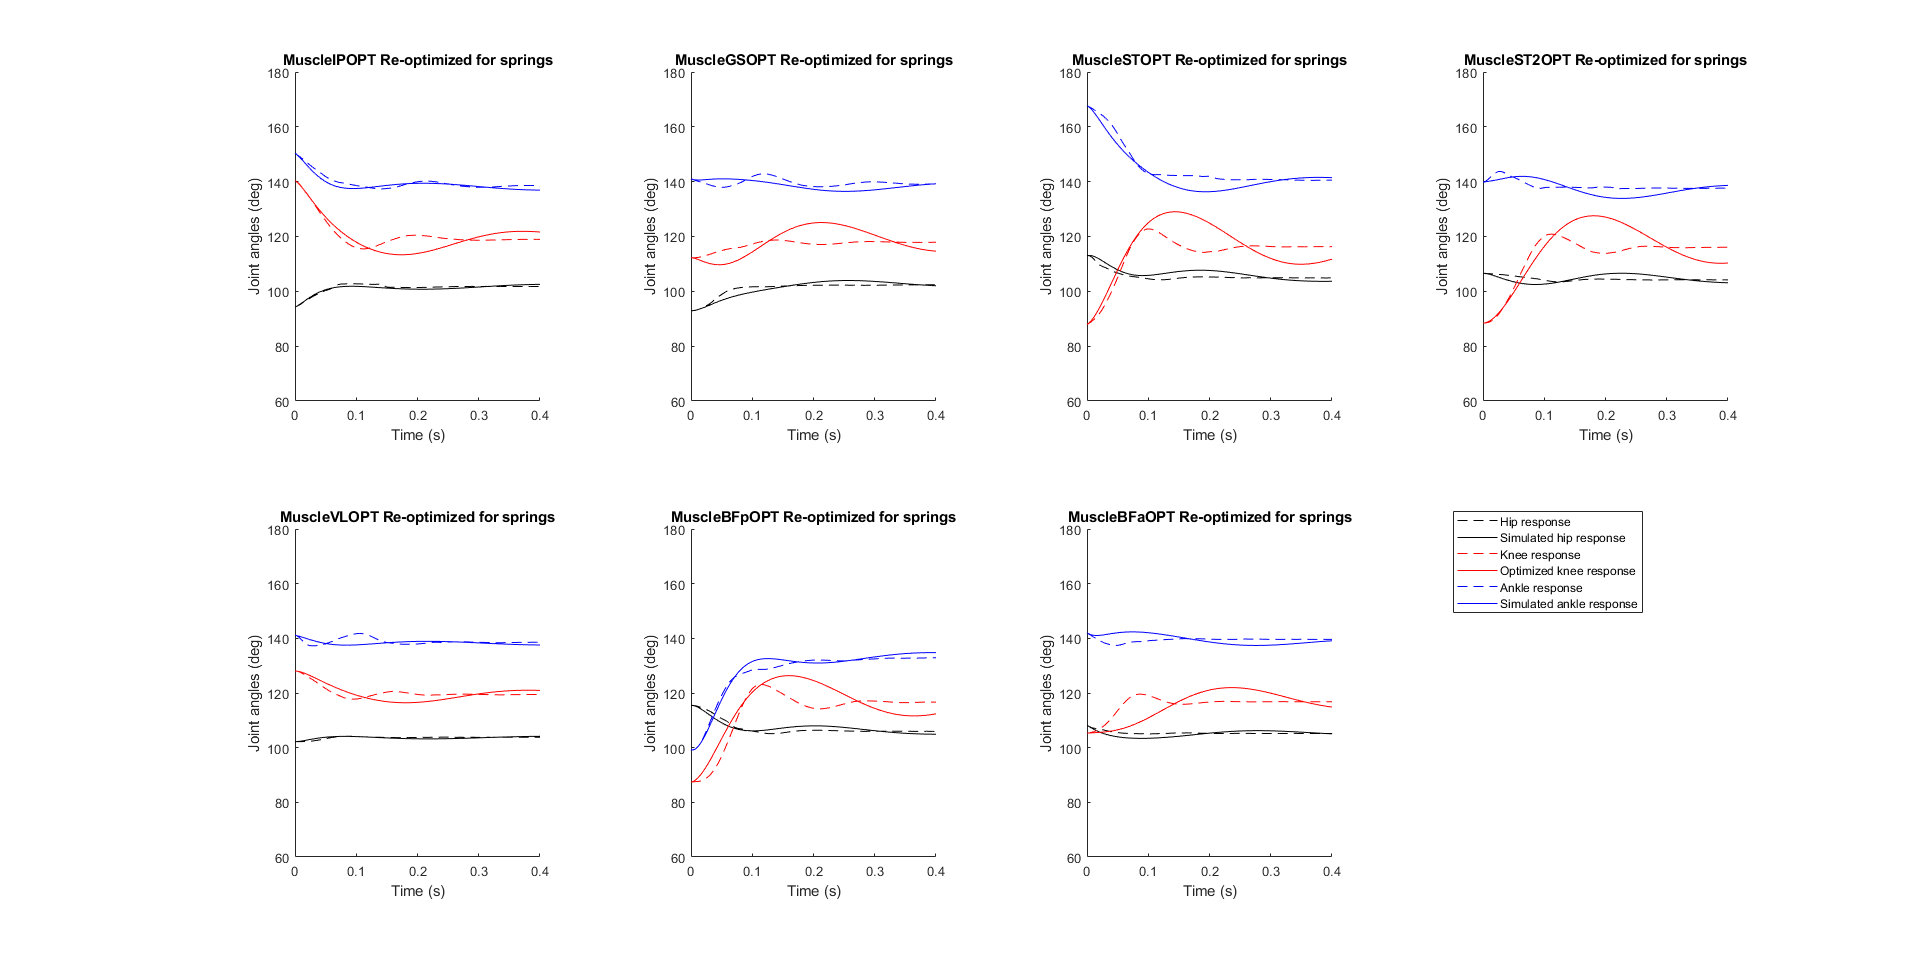 MuscleIPOPT Re-optimized for springs
180
160
140
120
100
80
60
0 0.1 0.2 0.3 0.4
Joint angles (deg)
Time (s)
MuscleGSOPT Re-optimized for springs
180
160
140
120
100
80
60
0 0.1 0.2 0.3 0.4
Joint angles (deg)
Time (s)
MuscleSTOPT Re-optimized for springs
180
160
140
120
100
80
60
0 0.1 0.2 0.3 0.4
Joint angles (deg)
Time (s)
MuscleST2OPT Re-optimized for springs
180
160
140
120
100
80
60
0 0.1 0.2 0.3 0.4
Joint angles (deg)
Time (s)
MuscleVLOPT Re-optimized for springs
180
160
140
120
100
80
60
0 0.1 0.2 0.3 0.4
Joint angles (deg)
Time (s)
MuscleBFpOPT Re-optimized for springs
180
160
140
120
100
80
60
0 0.1 0.2 0.3 0.4
Joint angles (deg)
Time (s)
MuscleBFaOPT Re-optimized for springs
180
160
140
120
100
80
60
0 0.1 0.2 0.3 0.4
Joint angles (deg)
Time (s)
Hip response
Simulated hip response
Knee response
Optimized knee response
Ankle response
Simulated ankle response